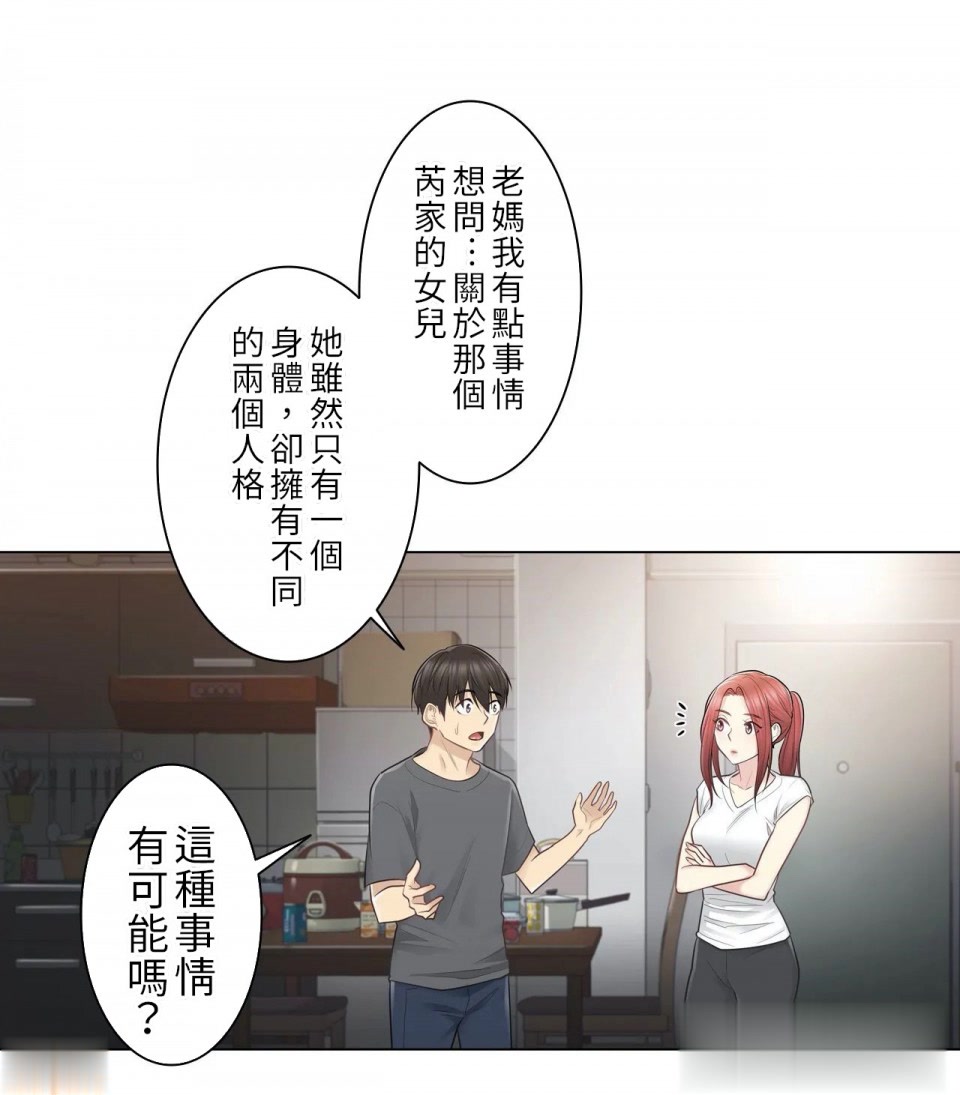 老媽我有點事情
想問…關於那個
芮家的女兒
她雖然只有一個
身體，卻擁有不同
的兩個人格
這種事情
有可能嗎？